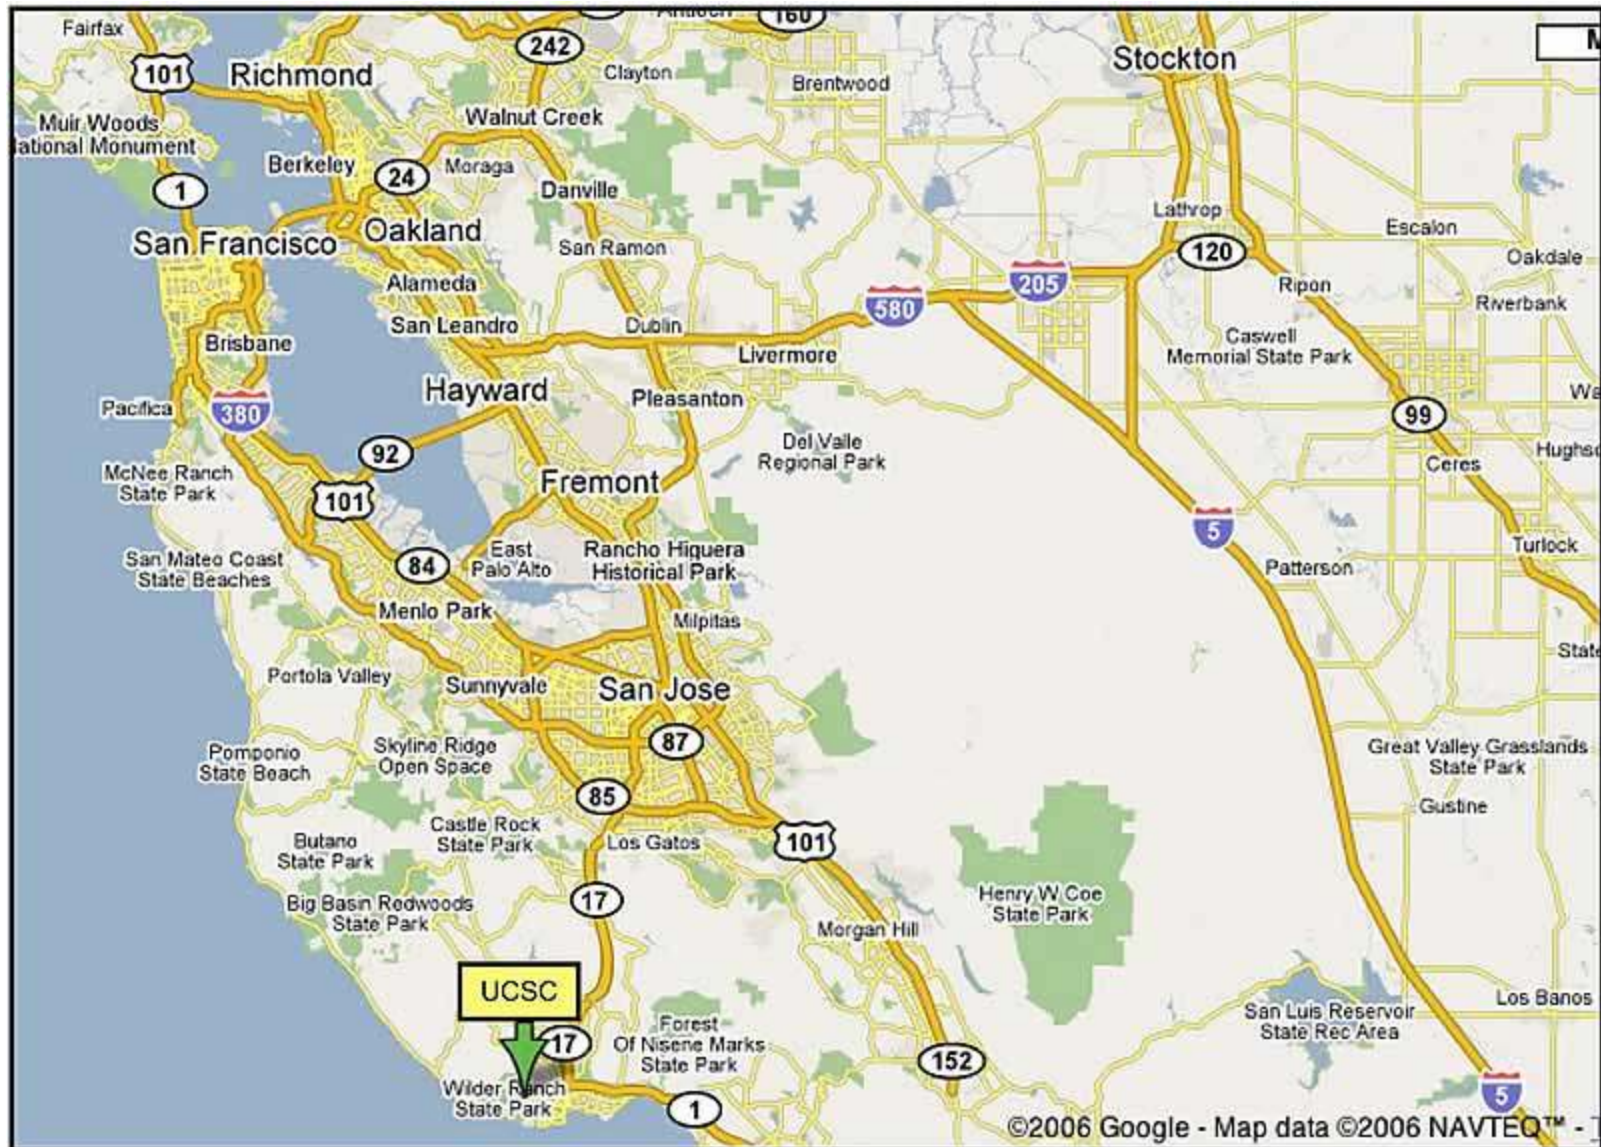 Fairfax
101
Richmond
242
Clayton
160
Brentwood
Stockton
Muir Woods
Walnut Creek
Berkeley
24
Moraga
1
Danville
Lathrop
San Francisco
Oakland
San Ramon
120
Escalon
Oakdale
Alameda
580
205
Ripon
Riverbank
San Leandro
Dublin
Brisbane
Livermore
Caswell
Memorial State Park
Pacifica
380
Hayward
Pleasanton
99
92
Del Valle
Regional Park
Ceres
McNee Ranch
State Park
101
Fremont
5
San Mateo Coast
State Beaches
84
East
Palo Alto
Rancho Hiquera
Historical Park
Patterson
Turlock
Menlo Park
Milpitas
State
Portola Valley
Sunnyvale
San Jose
Pomponio
State Beach
Skyline Ridge
Open Space
87
Great Valley Grasslands
State Park
85
Gustine
Butano
State Park
Castle Rock
State Park
Los Gatos
101
Big Basin Redwoods
State Park
17
Henry W Coe
State Park
Morgan Hill
UCSC
San Luis Reservoir
State Rec Area
Los Banos
17
Forest
Of Nisene Marks
State Park
152
Wilder Ranch
State Park
1
5
©2006 Google - Map data ©2006 NAVTEQ™ -